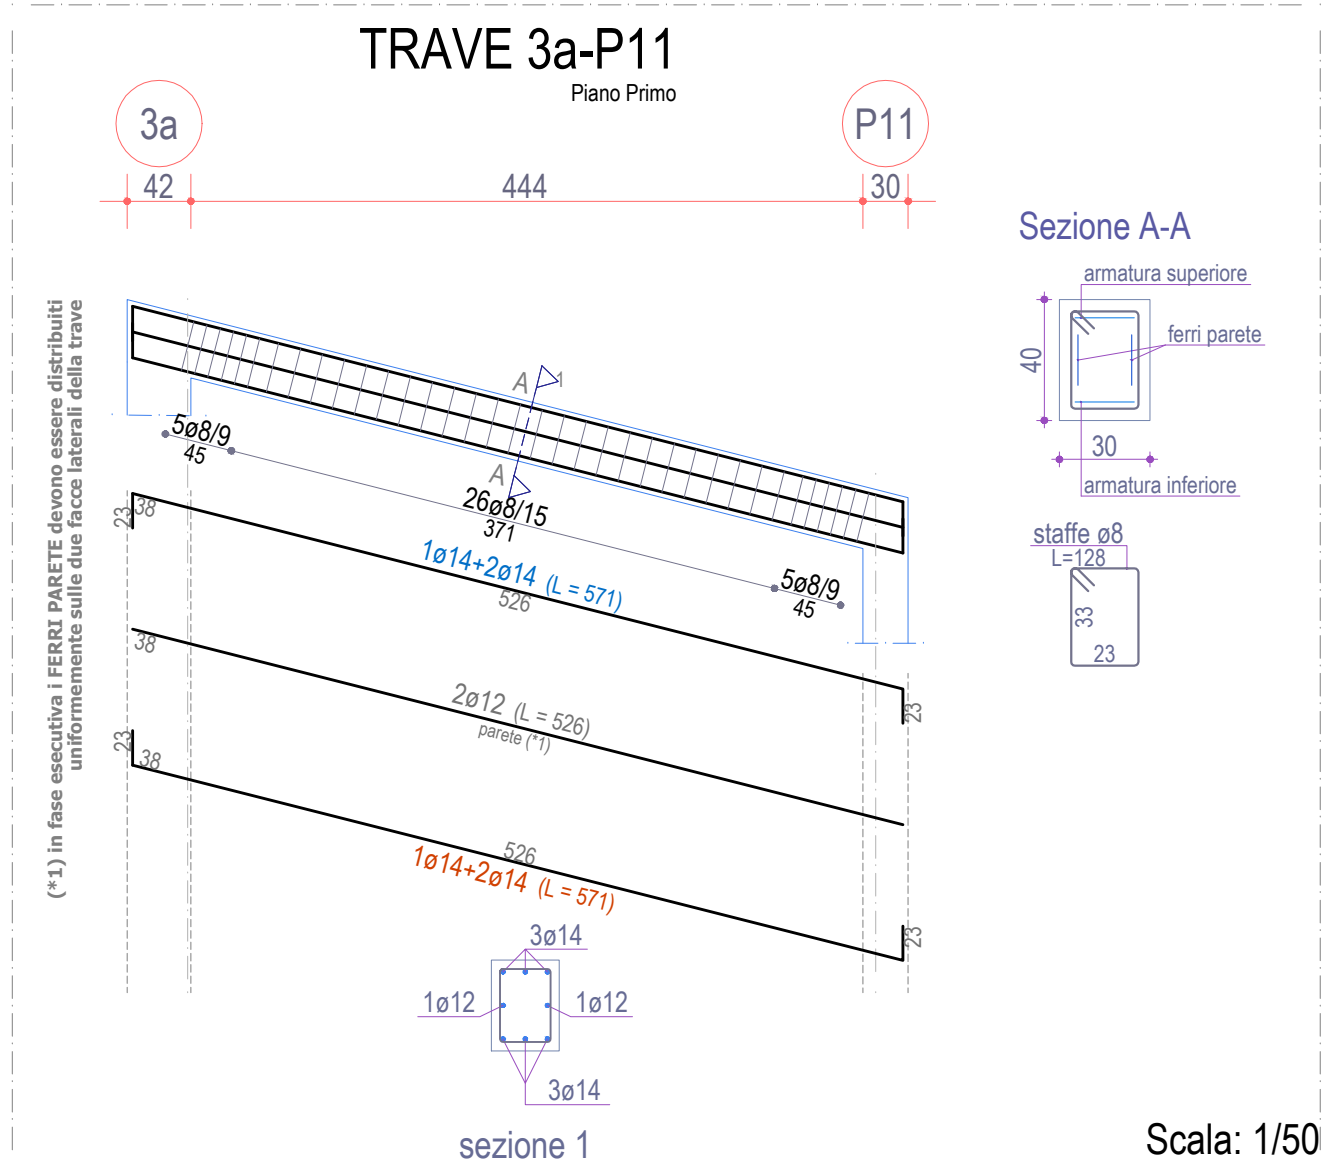 TRAVE 3a-P11
Piano Primo
3a
P11
42
444
30
Sezione A-A
armatura superiore
ferri parete
40
30
armatura inferiore
staffe ø8
L=128
33
23
(*1) in fase esecutiva i FERRI PARETE devono essere distribuiti
uniformemente sulle due facce laterali della trave
A
1
A
5ø8/9
45
26ø8/15
371
5ø8/9
45
23
38
1ø14+2ø14 (L = 571)
526
23
38
2ø12 (L = 526)
parete (*1)
23
38
526
1ø14+2ø14 (L = 571)
23
3ø14
1ø12
1ø12
3ø14
sezione 1
Scala: 1/50